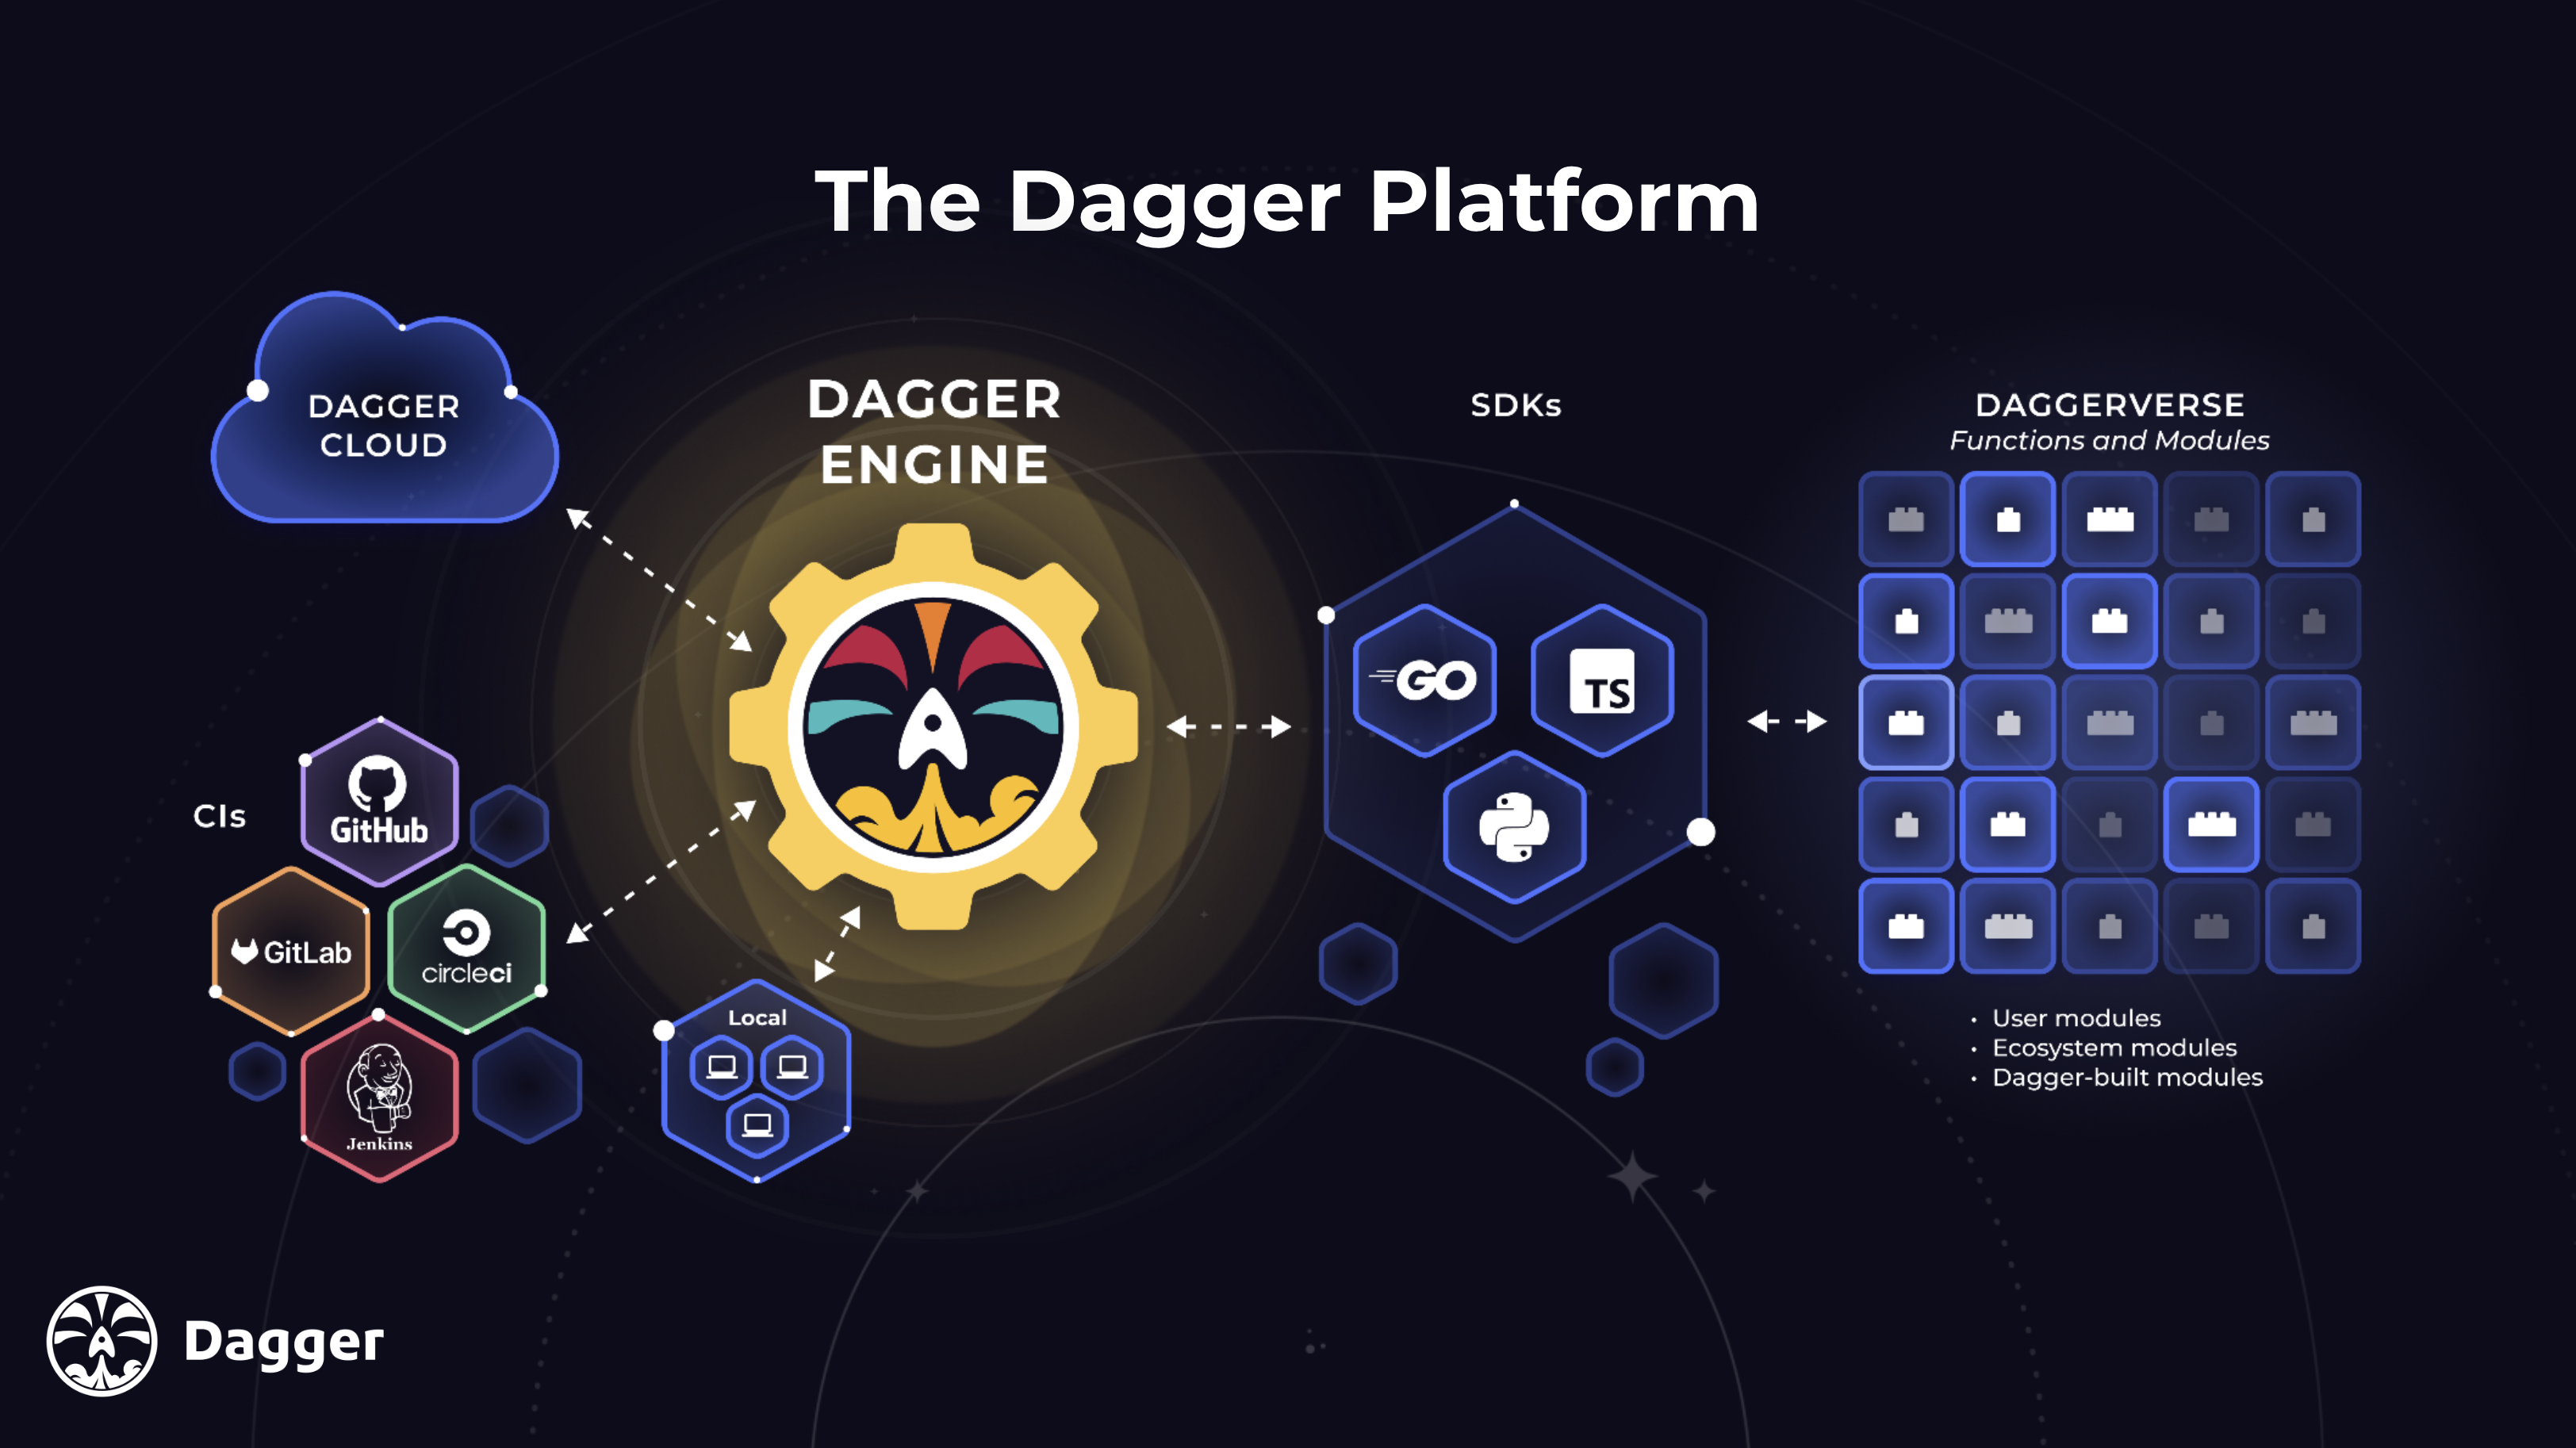 The Dagger Platform
DAGGER
CLOUD
DAGGER
ENGINE
SDKs
DAGGERVERSE
Functions and Modules
GO
TS
CIs
GitHub
GitLab
circleci
Jenkins
Local
• User modules
• Ecosystem modules
• Dagger-built modules
Dagger